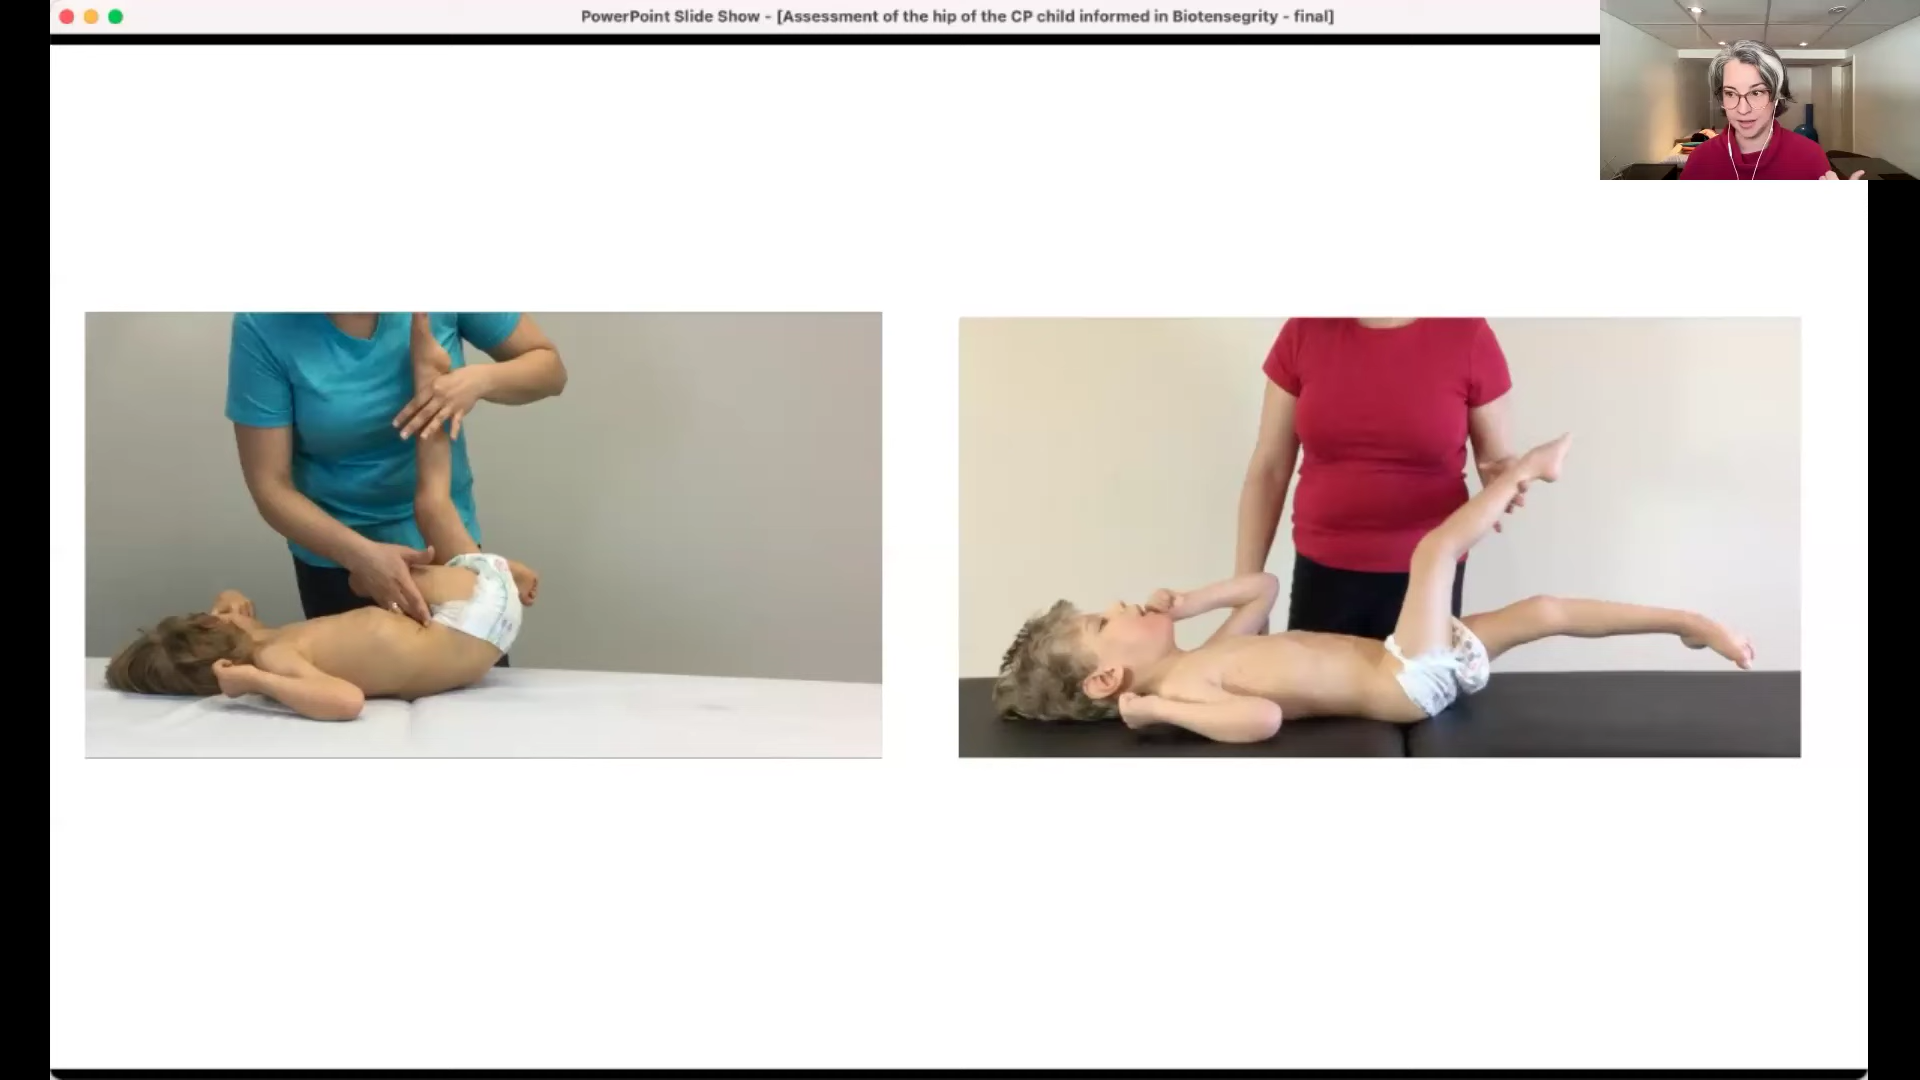 PowerPoint Slide Show - [Assessment of the hip of the CP child informed in Biotensegrity - final]